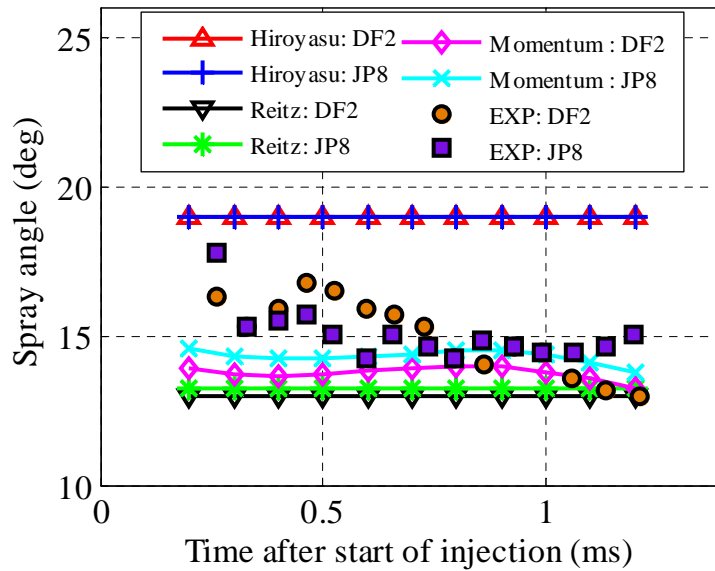 25
20
15
10
0
0.5
1
Spray angle (deg)
Time after start of injection (ms)
Hiroyasu: DF2
Hiroyasu: JP8
Reitz: DF2
Reitz: JP8
Momentum : DF2
Momentum : JP8
EXP: DF2
EXP: JP8